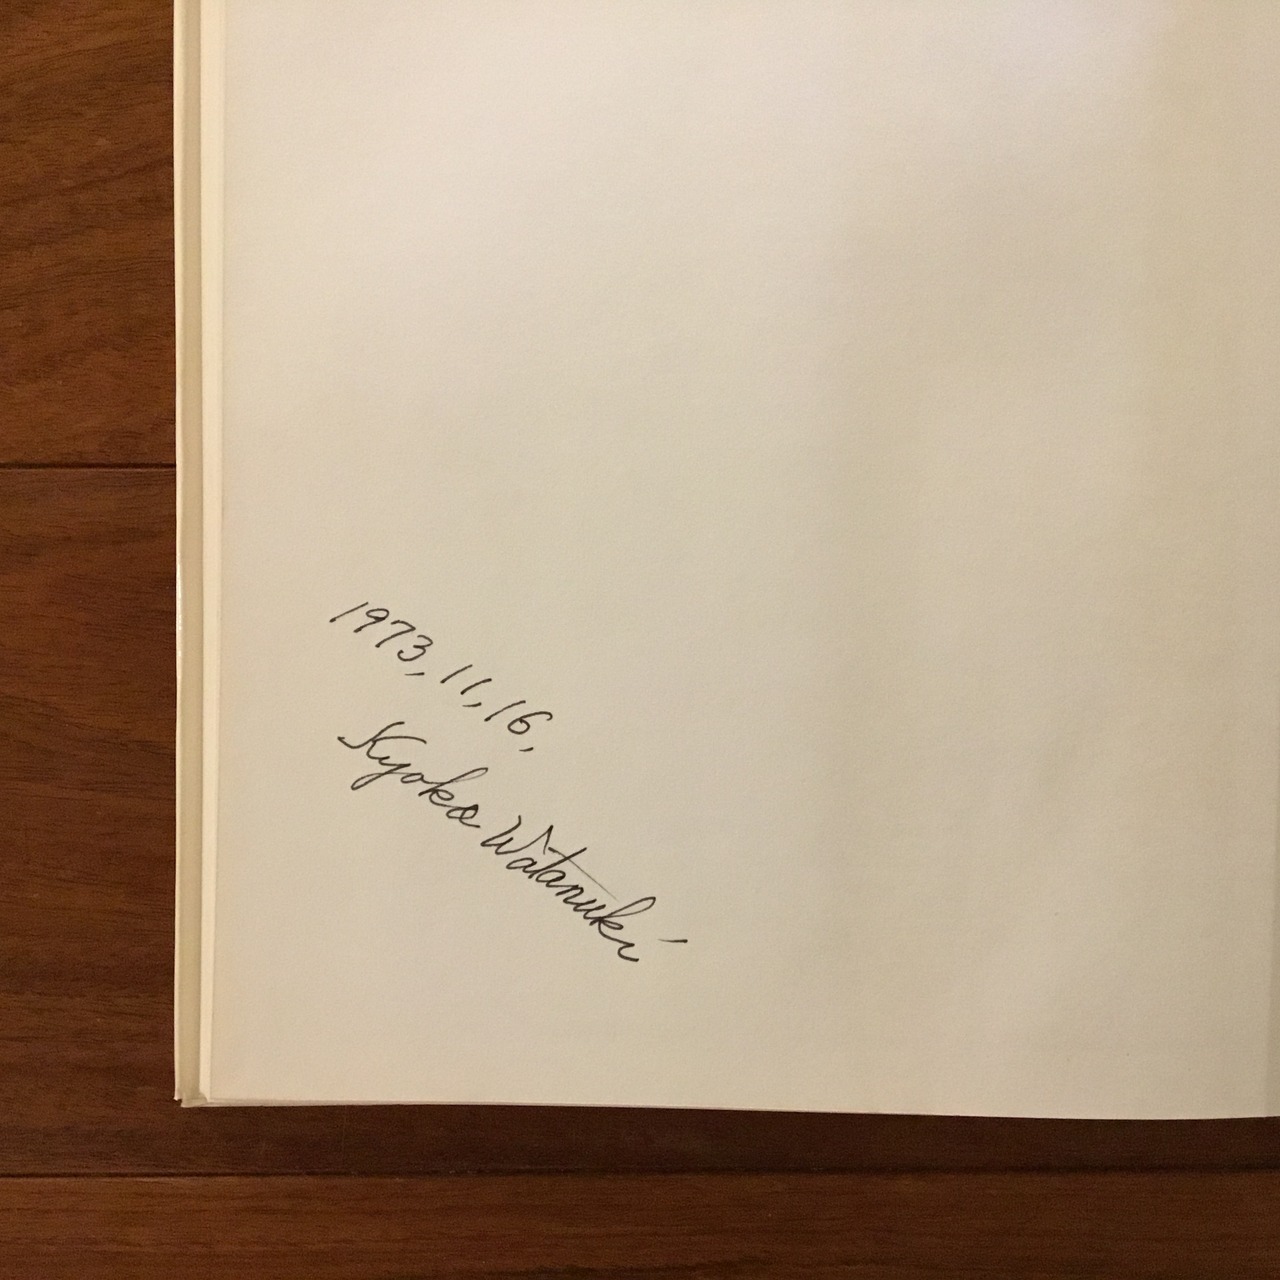 1973, 11, 16,
Kyoko Watanuki